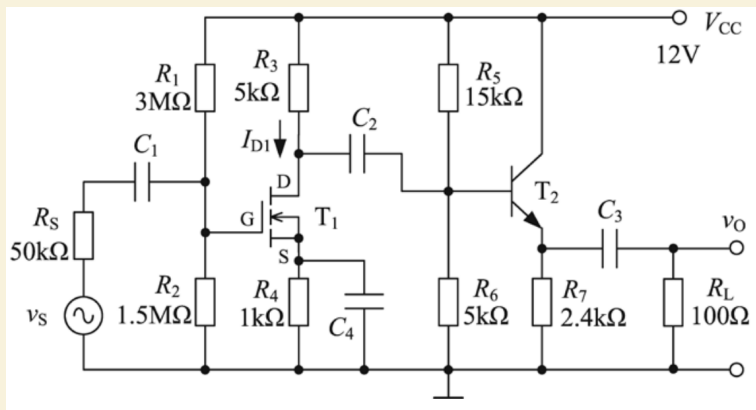 V_CC
12V
R_1
3MΩ
R_3
5kΩ
R_5
15kΩ
C_1
I_D1
C_2
D
G
T_1
S
T_2
C_3
v_O
R_S
50kΩ
v_S
R_2
1.5MΩ
R_4
1kΩ
C_4
R_6
5kΩ
R_7
2.4kΩ
R_L
100Ω